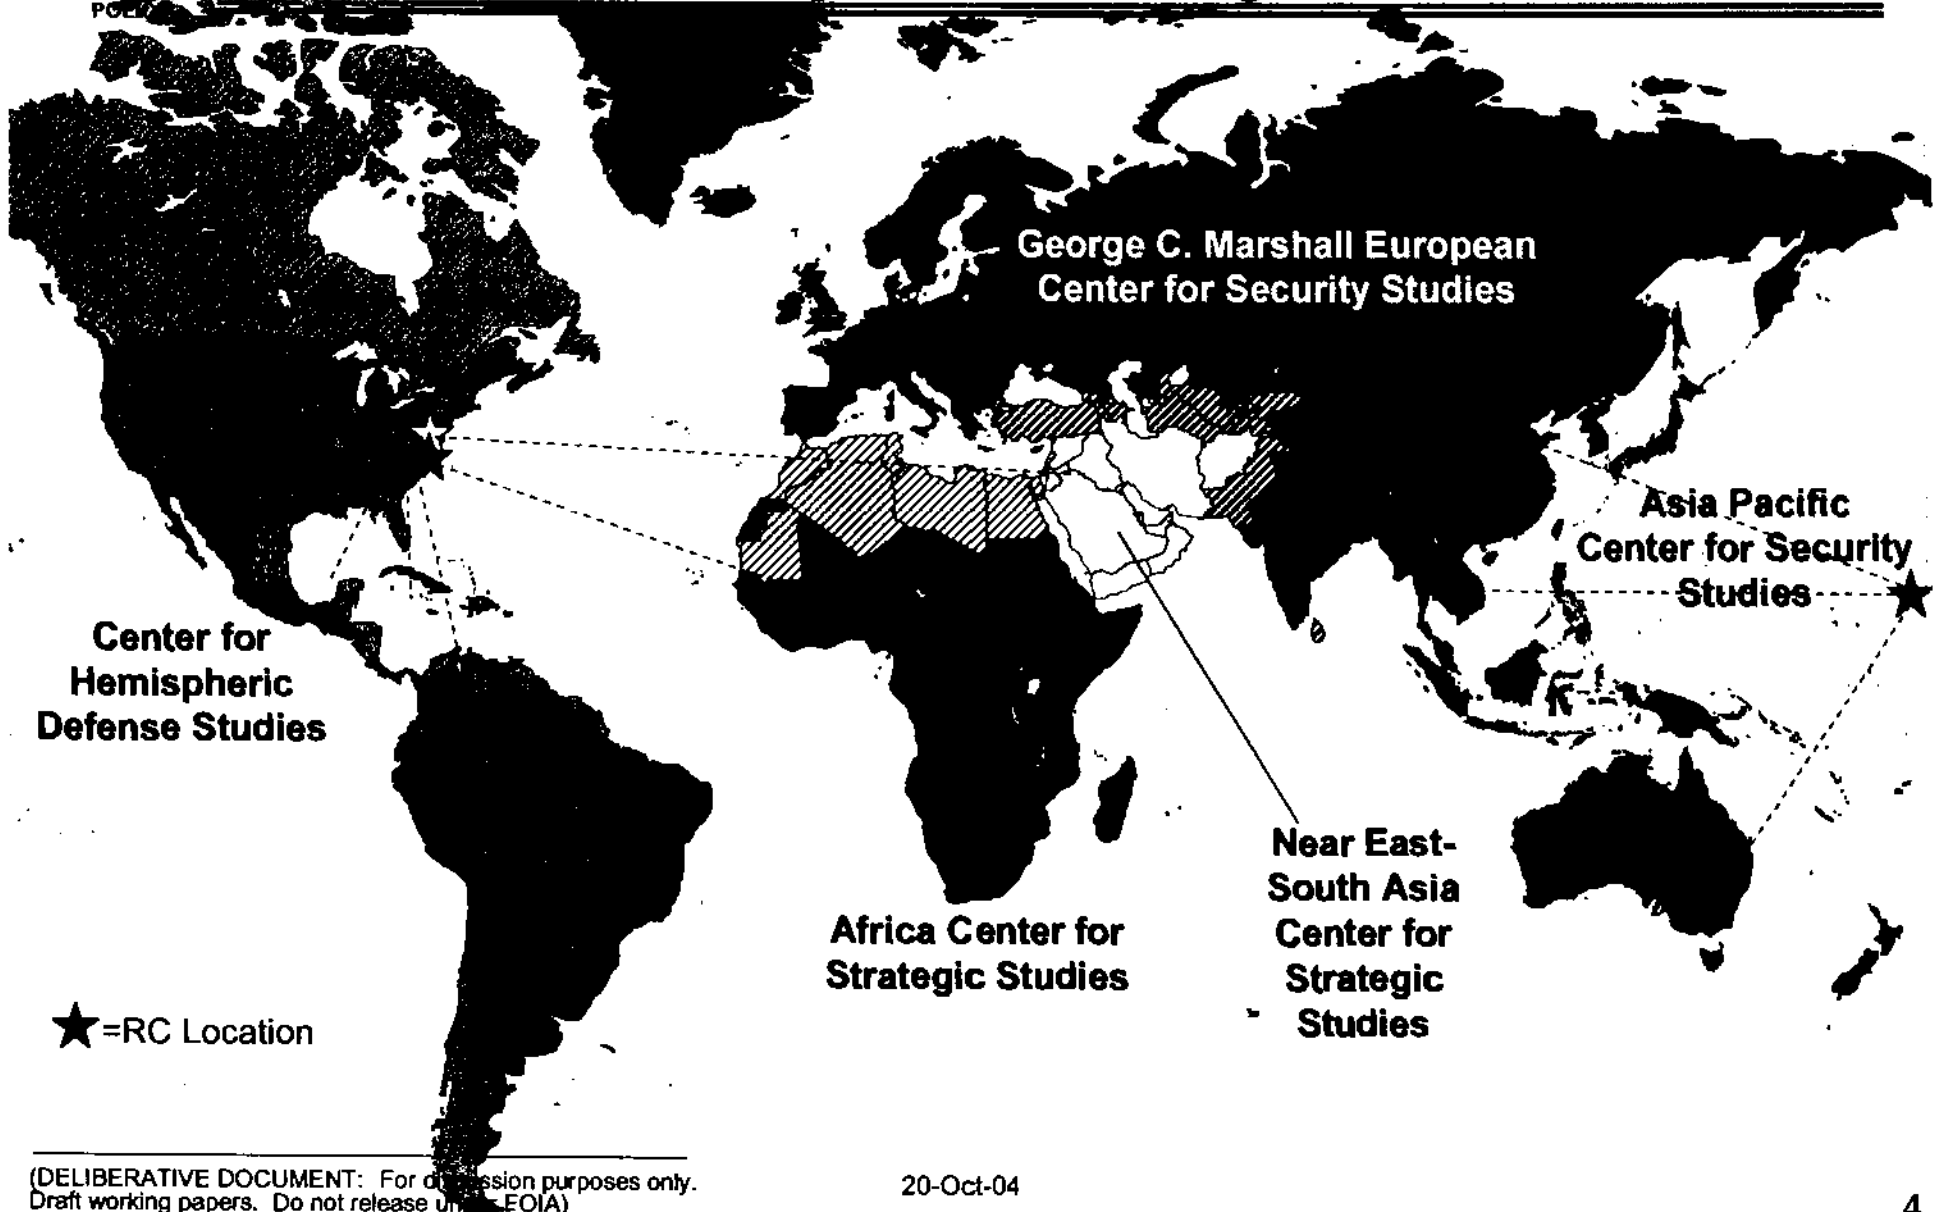 George C. Marshall European
Center for Security Studies
Asia Pacific
Center for Security
Studies
Center for
Hemispheric
Defense Studies
Near East-
South Asia
Center for
Strategic
Studies
Africa Center for
Strategic Studies
=RC Location
(DELIBERATIVE DOCUMENT: For purposes only.
Draft working papers. Do not release FOIA)
20-Oct-04
4